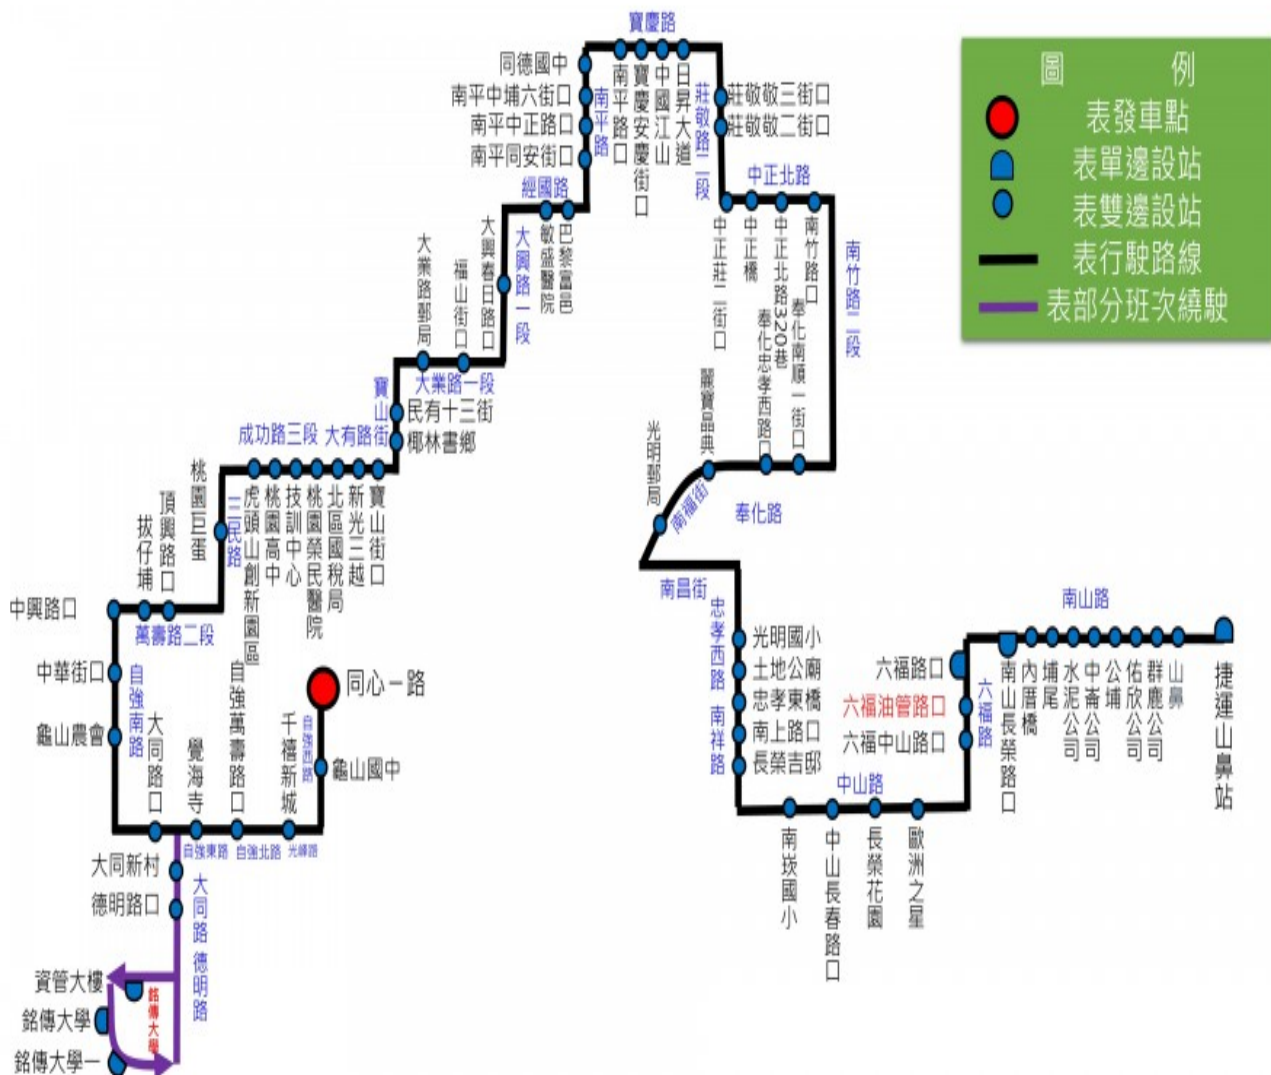 圖 例
表發車點
表單邊設站
表雙邊設站
表行駛路線
表部分班次繞駛
同心一路
自強西路
龜山國中
光峰路
千禧新城
自強北路
自強萬壽路口
自強東路
覺海寺
大同路口
大同新村
德明路口
大同路 德明路
資管大樓
銘傳大學
銘傳大學
銘傳大學一
龜山農會
自強南路
中華街口
中興路口
萬壽路二段
拔仔埔
頂興路口
桃園巨蛋
三民路
成功路三段
虎頭山創新園區
桃園高中
技訓中心
桃園榮民醫院
北區國稅局
新光三越
寶山街口
大有路
寶山街
椰林書鄉
民有十三街
大業路一段
大業路郵局
福山街口
大興春日路口
大興路一段
經國路
敏盛醫院
巴黎富邑
南平同安街口
南平中正路口
南平中埔六街口
同德國中
南平路
寶慶路
南平路口
寶慶安慶街口
中國江山
日昇大道
莊敬路二段
莊敬敬三街口
莊敬敬二街口
中正北路
中正莊二街口
中正橋
中正北路320巷
南竹路口
南竹路二段
奉化南順一街口
奉化忠孝西路口
奉化路
麗寶晶典
南福街
光明郵局
南昌街
忠孝西路
光明國小
土地公廟
忠孝東橋
南祥路
南上路口
長榮吉邸
中山路
南崁國小
中山長春路口
長榮花園
歐洲之星
六福路
六福中山路口
六福油管路口
六福路口
南山路
南山長榮路口
內厝橋
埔尾
水泥公司
中崙公司
公埔
佑欣公司
群鹿公司
山鼻
捷運山鼻站